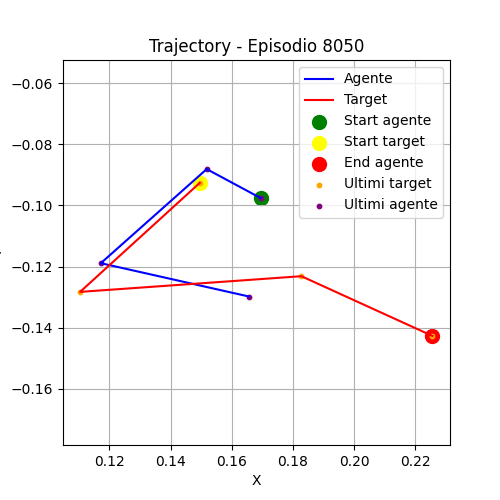 Trajectory - Episodio 8050
Agente
Target
Start agente
Start target
End agente
Ultimi target
Ultimi agente
−0.06
−0.08
−0.10
−0.12
−0.14
−0.16
0.12
0.14
0.16
0.18
0.20
0.22
X